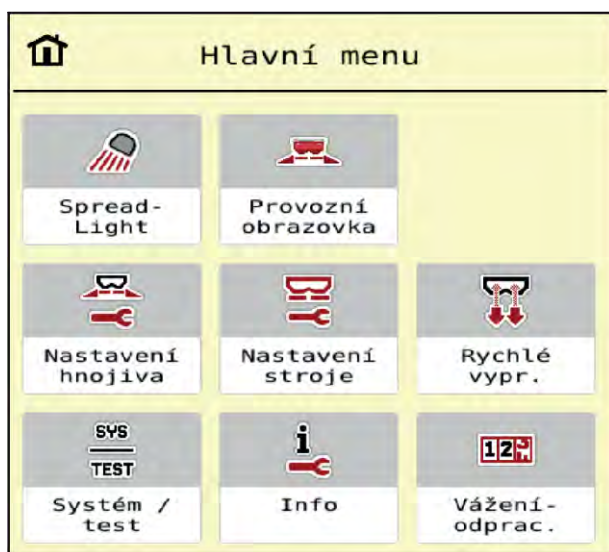 Hlavní menu
Spread-
Light
Provozní
obrazovka
Nastavení
hnojiva
Nastavení
stroje
Rychlé
vypr.
SYS
TEST
Systém /
test
i
Info
12
Vážení-
odprac.